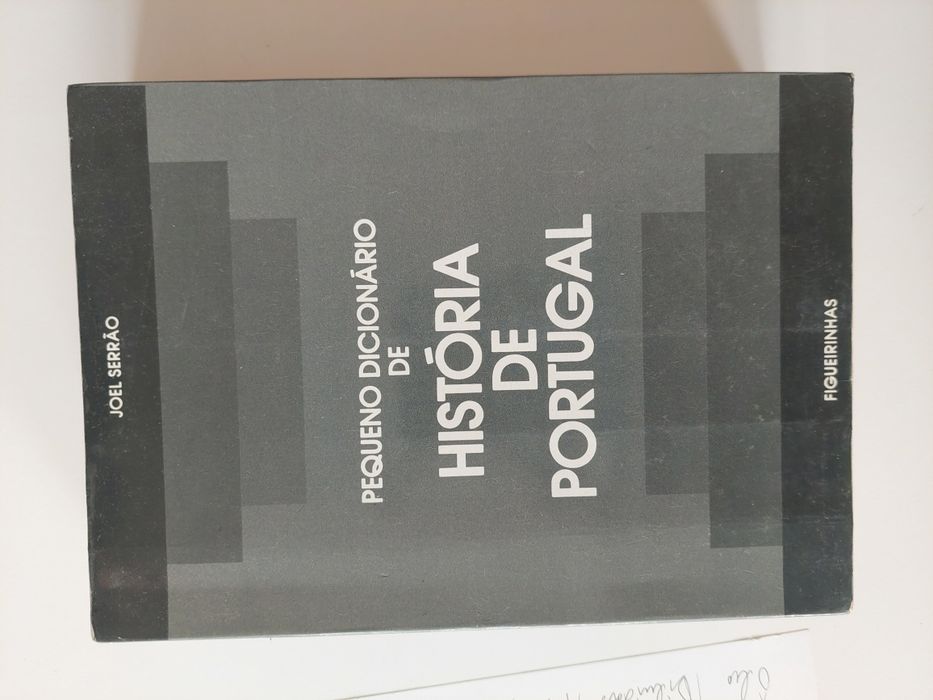 JOEL SERRÃO
PEQUENO DICIONÁRIO
DE
HISTÓRIA
DE
PORTUGAL
FIGUEIRINHAS